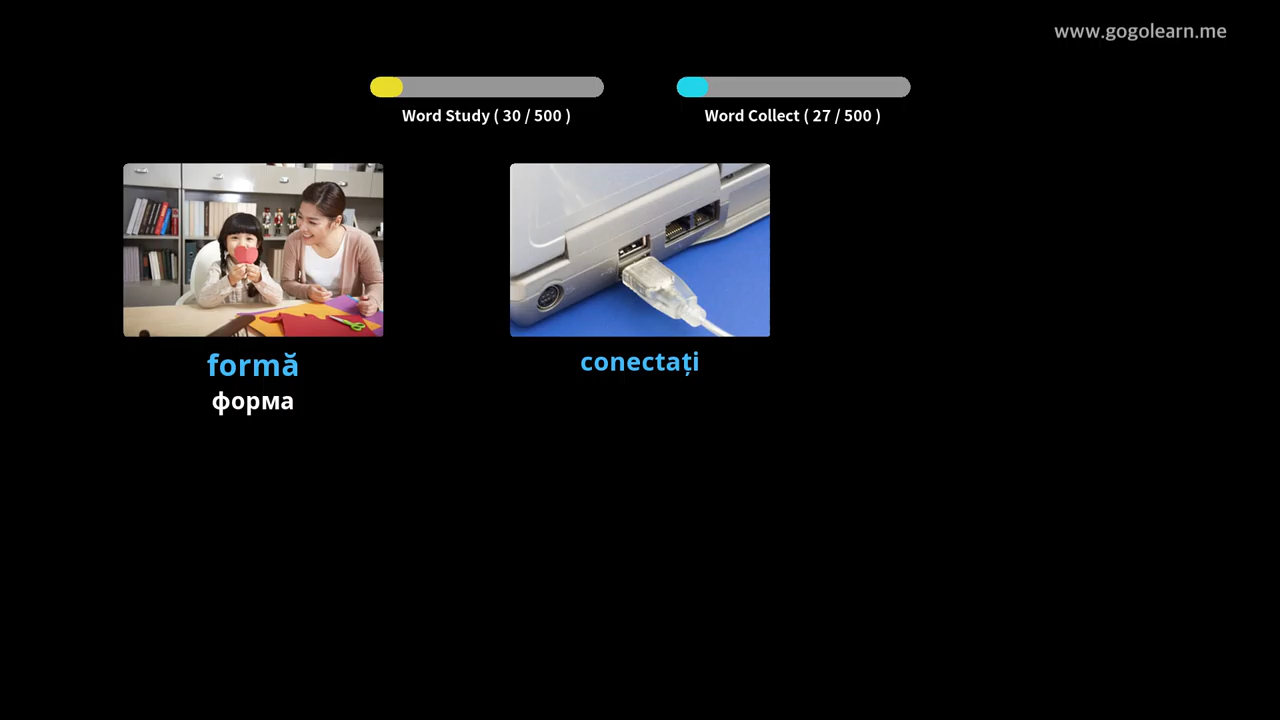 www.gogolearn.me
Word Study ( 30 / 500 )
Word Collect ( 27 / 500 )
formă
форма
conectați